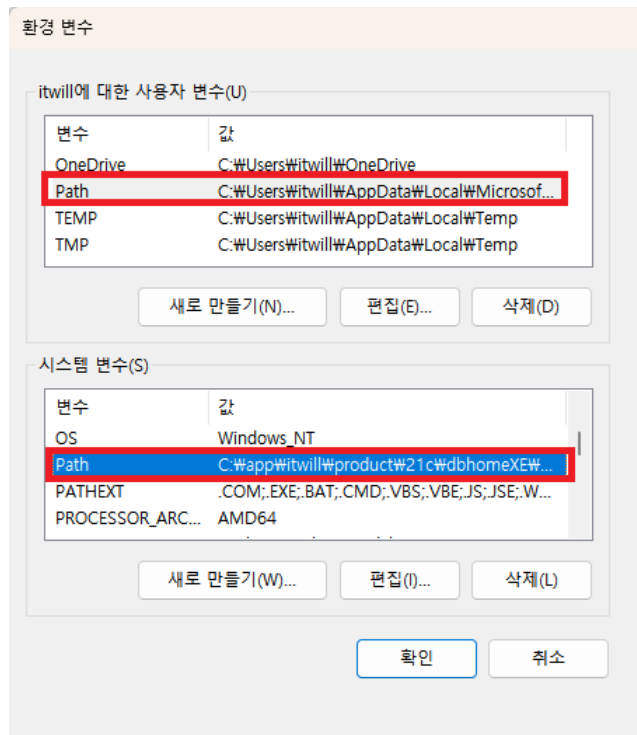 환경 변수
itwill에 대한 사용자 변수(U)
변수 값
OneDrive C:₩Users₩itwill₩OneDrive
Path C:₩Users₩itwill₩AppData₩Local₩Microsof...
TEMP C:₩Users₩itwill₩AppData₩Local₩Temp
TMP C:₩Users₩itwill₩AppData₩Local₩Temp
새로 만들기(N)... 편집(E)... 삭제(D)
시스템 변수(S)
변수 값
OS Windows_NT
Path C:₩app₩itwill₩product₩21c₩dbhomeXE₩...
PATHEXT .COM;.EXE;.BAT;.CMD;.VBS;.VBE;.JS;.JSE;.W...
PROCESSOR_ARC... AMD64
새로 만들기(W)... 편집(I)... 삭제(L)
확인 취소